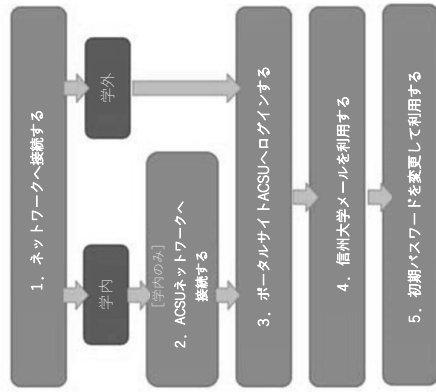 1. ネットワークへ接続する
学内
学外
[学内のみ]
2. ACSUネットワークへ
接続する
3. ポータルサイトACSUへログインする
4. 信州大学メールを利用する
5. 初期パスワードを変更して利用する